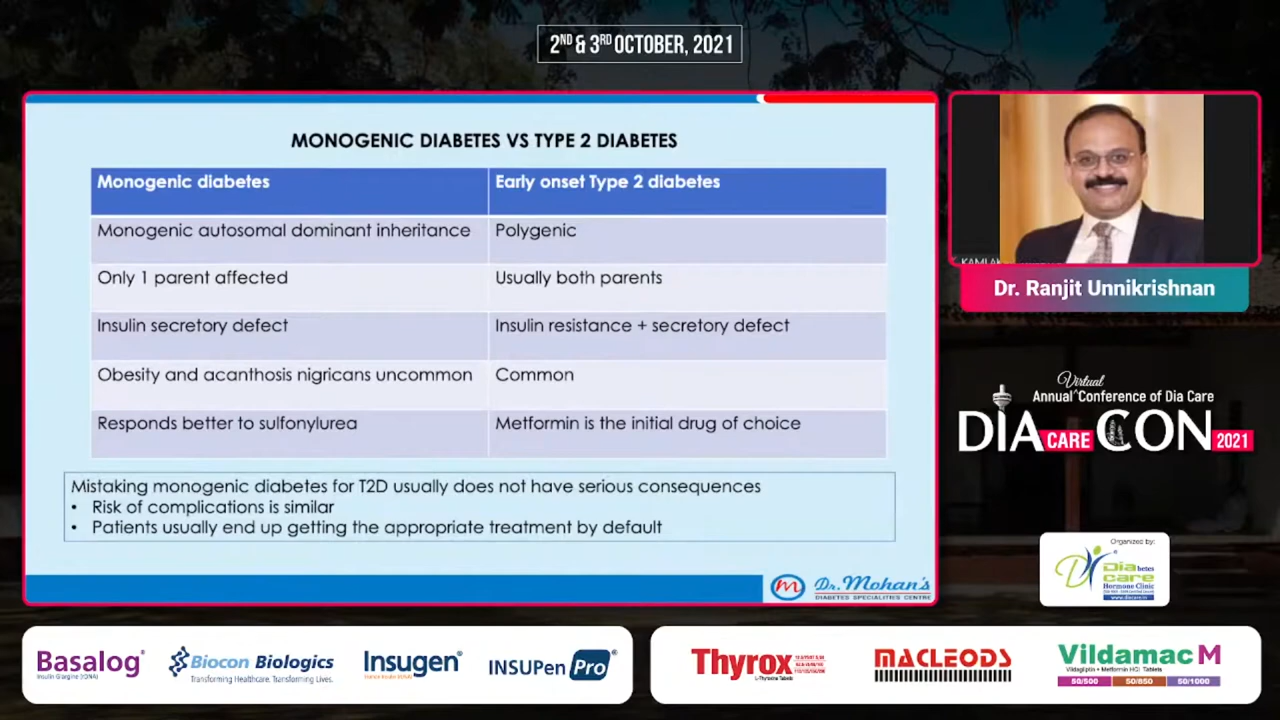 2ND & 3RD OCTOBER, 2021
MONOGENIC DIABETES VS TYPE 2 DIABETES
Monogenic diabetes
Early onset Type 2 diabetes
Monogenic autosomal dominant inheritance
Polygenic
Only 1 parent affected
Usually both parents
Insulin secretory defect
Insulin resistance + secretory defect
Obesity and acanthosis nigricans uncommon
Common
Responds better to sulfonylurea
Metformin is the initial drug of choice
Mistaking monogenic diabetes for T2D usually does not have serious consequences
• Risk of complications is similar
• Patients usually end up getting the appropriate treatment by default
m Dr.Mohan's
DIABETES SPECIALITIES CENTRE
Dr. Ranjit Unnikrishnan
Virtual
Annual ^ Conference of Dia Care
DIA CARE CON 2021
Organized by:
Diabetes
care
Hormone Clinic
Basalog®
Biocon Biologics
Transforming Healthcare. Transforming Lives.
Insugen®
INSUPen Pro®
Thyrox
MACLEODS
Vildamac M
Vildagliptin + Metformin HCl Tablets
50/500 50/850 50/1000